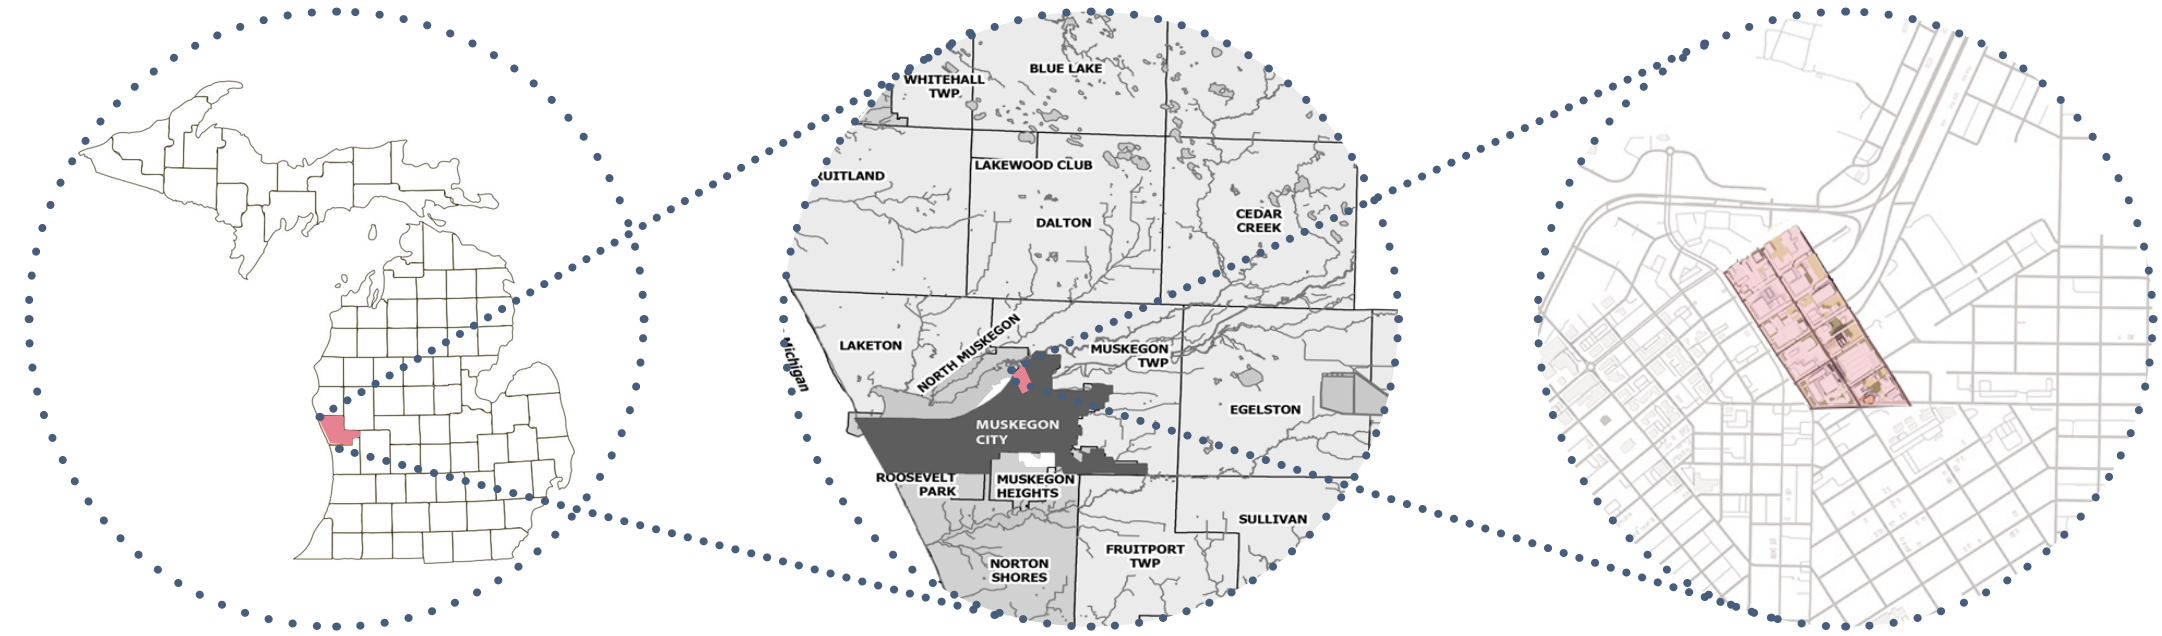 WHITEHALL
TWP.
BLUE LAKE
RUITLAND
LAKEWOOD CLUB
DALTON
CEDAR
CREEK
Michigan
LAKETON
NORTH MUSKEGON
MUSKEGON
TWP
EGELSTON
MUSKEGON
CITY
ROOSEVELT
PARK
MUSKEGON
HEIGHTS
SULLIVAN
NORTON
SHORES
FRUITPORT
TWP